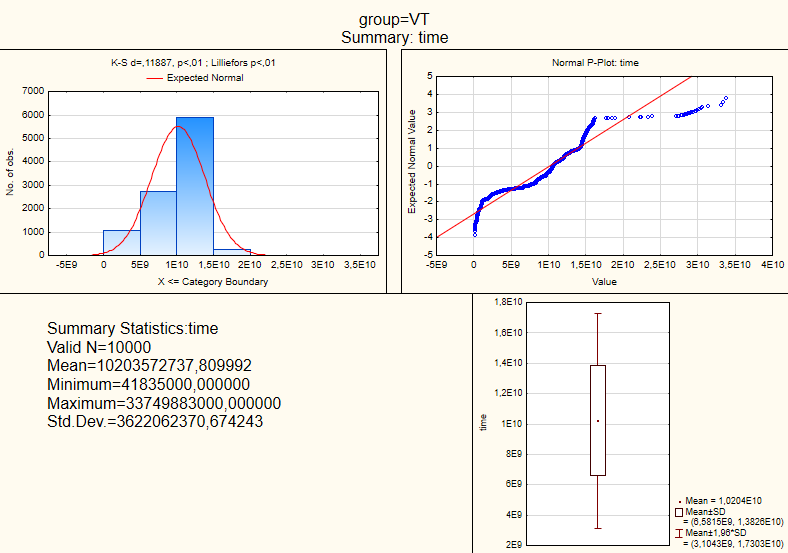 group=VT
Summary: time
K-S d=,11887, p<,01 ; Lilliefors p<,01
Expected Normal
7000
6000
5000
4000
3000
2000
1000
0
No. of obs.
-5E9 0 5E9 1E10 1,5E10 2E10 2,5E10 3E10 3,5E10
X <= Category Boundary
Normal P-Plot: time
5
4
3
2
1
0
-1
-2
-3
-4
-5
Expected Normal Value
-5E9 0 5E9 1E10 1,5E10 2E10 2,5E10 3E10 3,5E10 4E10
Value
Summary Statistics:time
Valid N=10000
Mean=10203572737,809992
Minimum=41835000,000000
Maximum=33749883000,000000
Std.Dev.=3622062370,674243
1,8E10
1,6E10
1,4E10
1,2E10
1E10
8E9
6E9
4E9
2E9
time
Mean = 1,0204E10
Mean±SD
= (6,5815E9, 1,3826E10)
Mean±1,96*SD
= (3,1043E9, 1,7303E10)